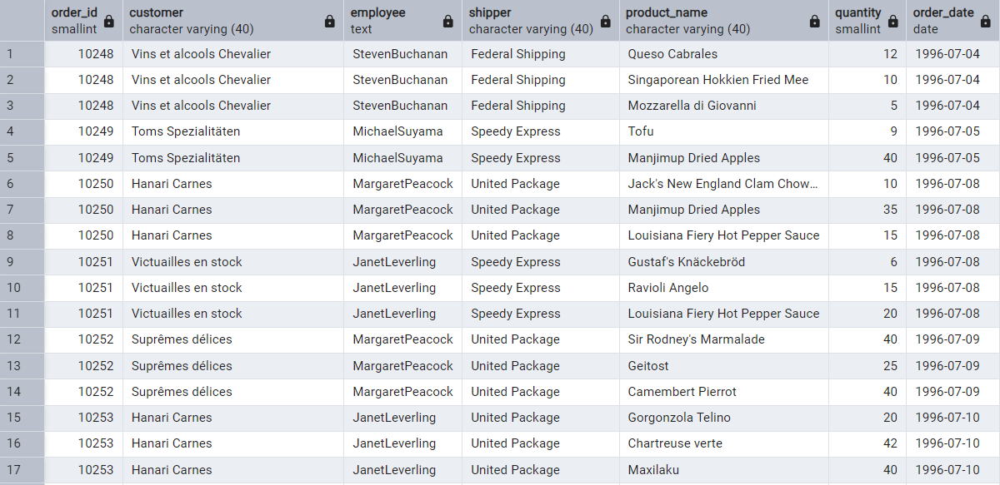 order_id customer employee shipper product_name quantity order_date
smallint character varying (40) text character varying (40) character varying (40) smallint date
1 10248 Vins et alcools Chevalier StevenBuchanan Federal Shipping Queso Cabrales 12 1996-07-04
2 10248 Vins et alcools Chevalier StevenBuchanan Federal Shipping Singaporean Hokkien Fried Mee 10 1996-07-04
3 10248 Vins et alcools Chevalier StevenBuchanan Federal Shipping Mozzarella di Giovanni 5 1996-07-04
4 10249 Toms Spezialitäten MichaelSuyama Speedy Express Tofu 9 1996-07-05
5 10249 Toms Spezialitäten MichaelSuyama Speedy Express Manjimup Dried Apples 40 1996-07-05
6 10250 Hanari Carnes MargaretPeacock United Package Jack's New England Clam Chow... 10 1996-07-08
7 10250 Hanari Carnes MargaretPeacock United Package Manjimup Dried Apples 35 1996-07-08
8 10250 Hanari Carnes MargaretPeacock United Package Louisiana Fiery Hot Pepper Sauce 15 1996-07-08
9 10251 Victuailles en stock JanetLeverling Speedy Express Gustaf's Knäckebröd 6 1996-07-08
10 10251 Victuailles en stock JanetLeverling Speedy Express Ravioli Angelo 15 1996-07-08
11 10251 Victuailles en stock JanetLeverling Speedy Express Louisiana Fiery Hot Pepper Sauce 20 1996-07-08
12 10252 Suprêmes délices MargaretPeacock United Package Sir Rodney's Marmalade 40 1996-07-09
13 10252 Suprêmes délices MargaretPeacock United Package Geitost 25 1996-07-09
14 10252 Suprêmes délices MargaretPeacock United Package Camembert Pierrot 40 1996-07-09
15 10253 Hanari Carnes JanetLeverling United Package Gorgonzola Telino 20 1996-07-10
16 10253 Hanari Carnes JanetLeverling United Package Chartreuse verte 42 1996-07-10
17 10253 Hanari Carnes JanetLeverling United Package Maxilaku 40 1996-07-10